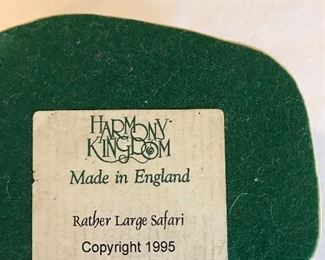 HARMONY
KINGDOM
Made in England
Rather Large Safari
Copyright 1995